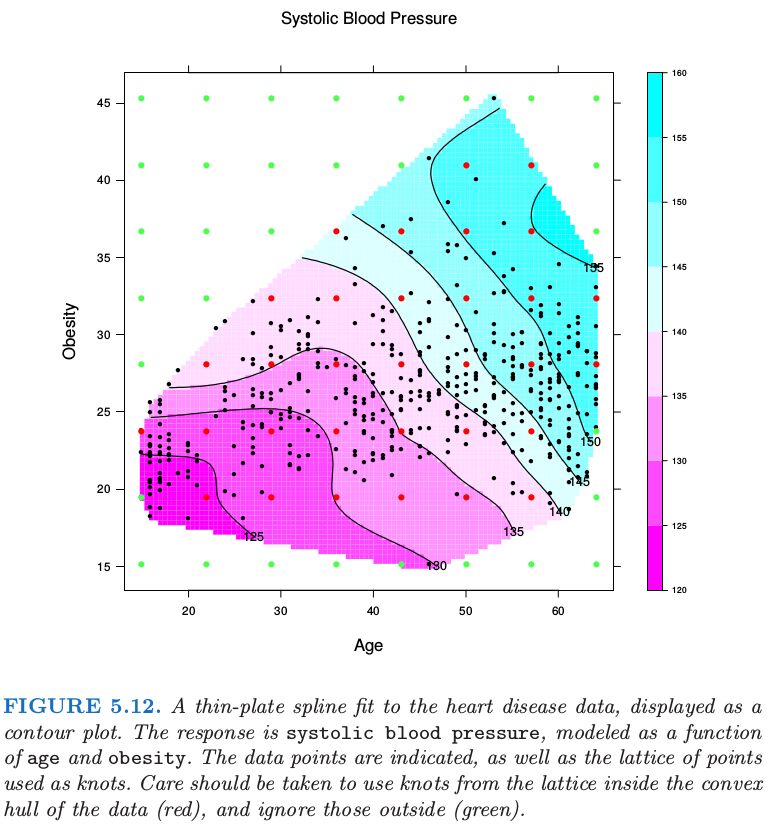 Systolic Blood Pressure
Obesity
45
40
35
30
25
20
15
20 30 40 50 60
Age
155
150
145
140
135
130
125
160
155
150
145
140
135
130
125
120
FIGURE 5.12. A thin-plate spline fit to the heart disease data, displayed as a
contour plot. The response is systolic blood pressure, modeled as a function
of age and obesity. The data points are indicated, as well as the lattice of points
used as knots. Care should be taken to use knots from the lattice inside the convex
hull of the data (red), and ignore those outside (green).